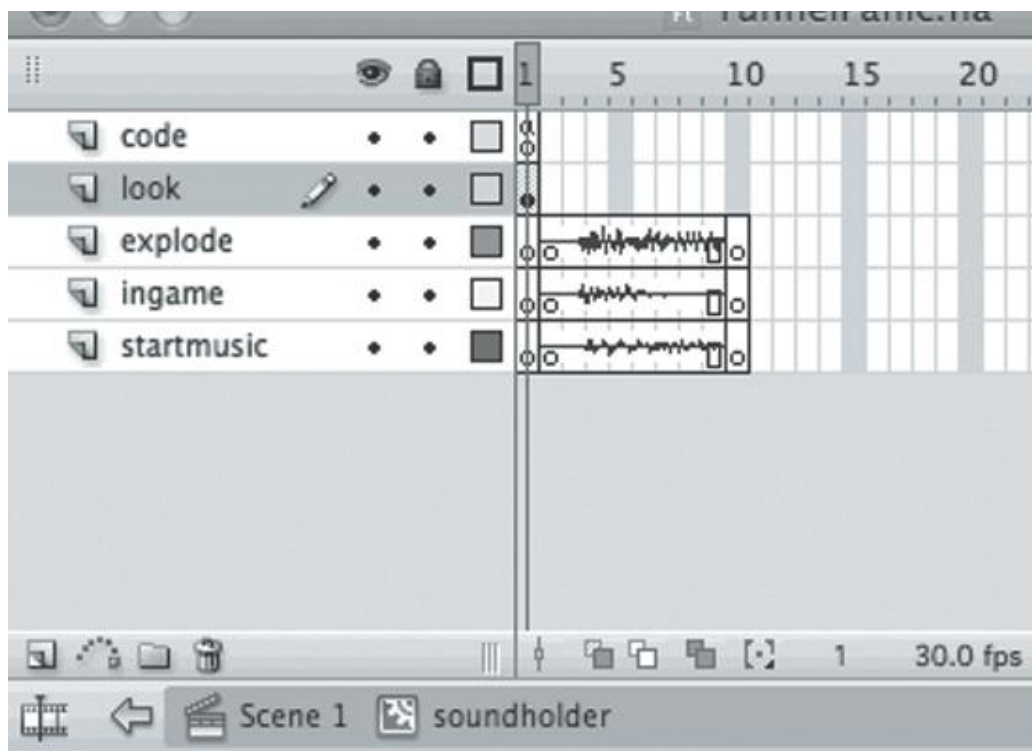 1 5 10 15 20
code
look
explode
ingame
startmusic
1 30.0 fps
Scene 1 soundholder